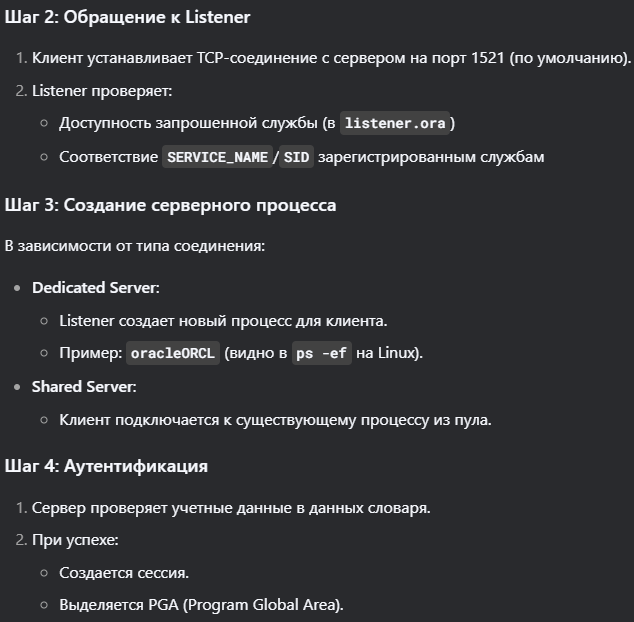 Шаг 2: Обращение к Listener
1. Клиент устанавливает TCP-соединение с сервером на порт 1521 (по умолчанию).
2. Listener проверяет:
Доступность запрошенной службы (в listener.ora)
Соответствие SERVICE_NAME/SID зарегистрированным службам
Шаг 3: Создание серверного процесса
В зависимости от типа соединения:
Dedicated Server:
Listener создает новый процесс для клиента.
Пример: oracleORCL (видно в ps -ef на Linux).
Shared Server:
Клиент подключается к существующему процессу из пула.
Шаг 4: Аутентификация
1. Сервер проверяет учетные данные в данных словаря.
2. При успехе:
Создается сессия.
Выделяется PGA (Program Global Area).